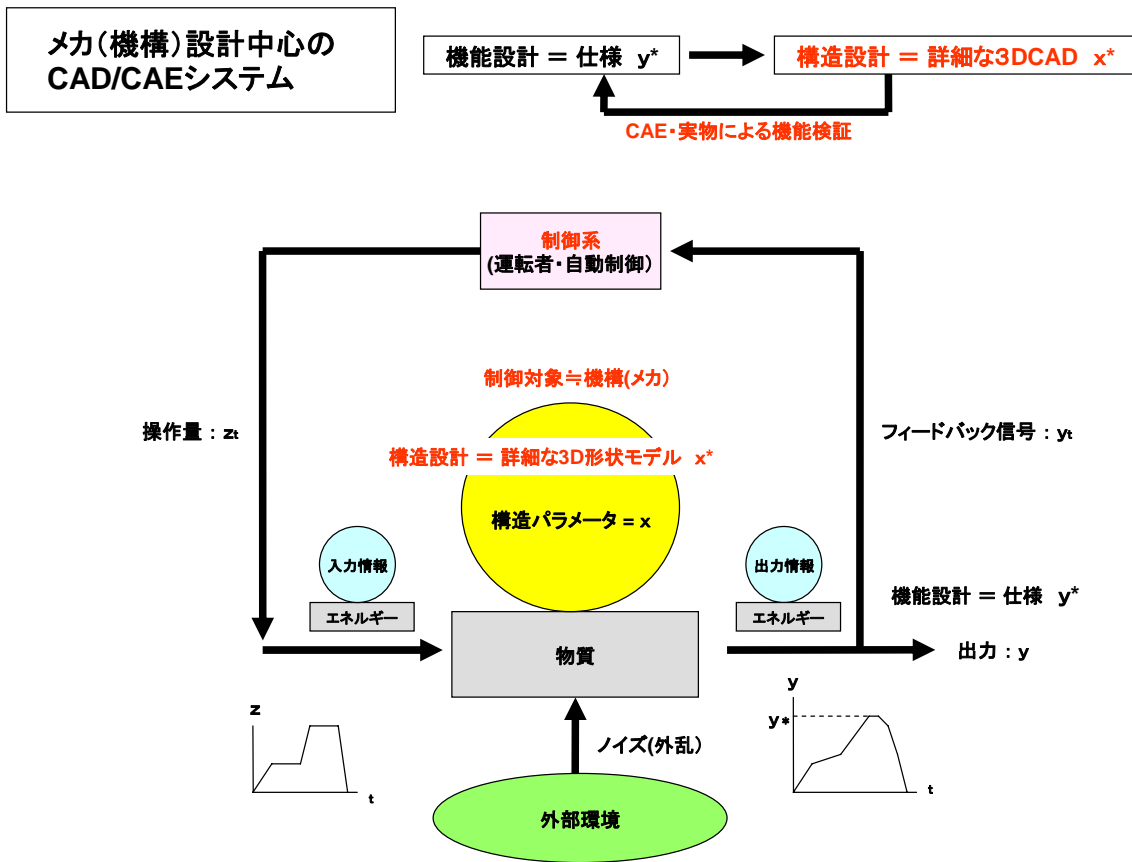 メカ(機構)設計中心の
CAD/CAEシステム
機能設計 ＝ 仕様 y*
構造設計 ＝ 詳細な3DCAD x*
CAE・実物による機能検証
制御系
(運転者・自動制御)
制御対象≒機構(メカ)
操作量：zt
フィードバック信号：yt
構造設計 ＝ 詳細な3D形状モデル x*
構造パラメータ = x
入力情報
出力情報
エネルギー
エネルギー
機能設計 ＝ 仕様 y*
物質
出力：y
y
z
y*
ノイズ(外乱)
t
t
外部環境